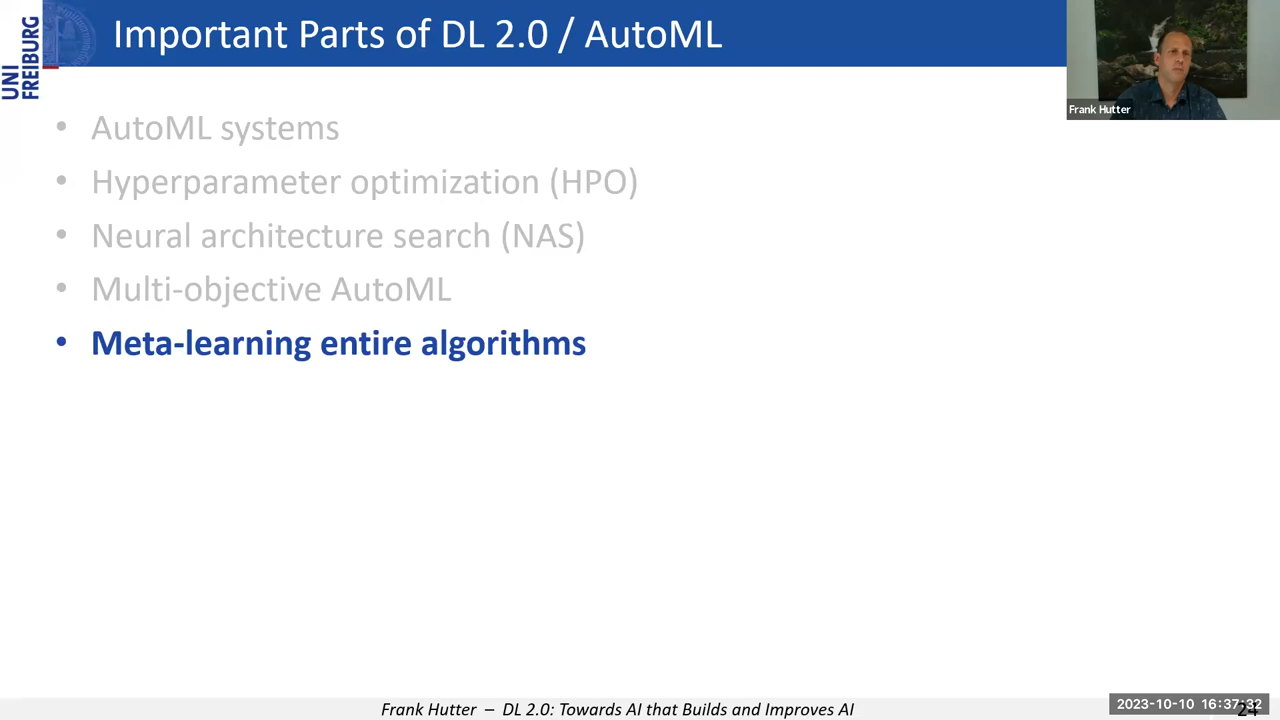 UNI
FREIBURG
Important Parts of DL 2.0 / AutoML
Frank Hutter
• AutoML systems
• Hyperparameter optimization (HPO)
• Neural architecture search (NAS)
• Multi-objective AutoML
• Meta-learning entire algorithms
Frank Hutter – DL 2.0: Towards AI that Builds and Improves AI
2023-10-10 16:37:32
24